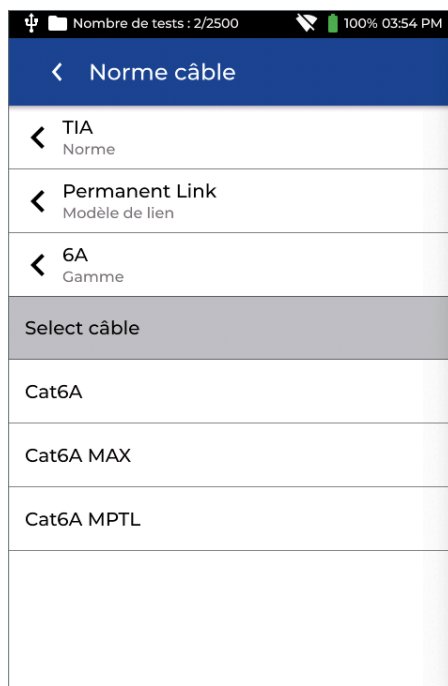 Nombre de tests : 2/2500 100% 03:54 PM
Norme câble
TIA
Norme
Permanent Link
Modèle de lien
6A
Gamme
Select câble
Cat6A
Cat6A MAX
Cat6A MPTL